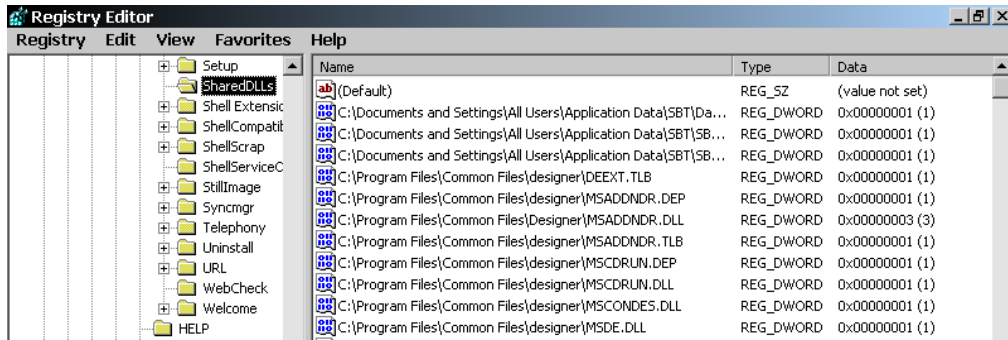 Registry Editor
Registry Edit View Favorites Help
Setup
SharedDLLs
Shell Extensic
ShellCompatib
ShellScrap
ShellServiceC
StillImage
Syncmgr
Telephony
Uninstall
URL
WebCheck
Welcome
HELP
Name Type Data
(Default) REG_SZ (value not set)
C:\Documents and Settings\All Users\Application Data\SBT\Da... REG_DWORD 0x00000001 (1)
C:\Documents and Settings\All Users\Application Data\SBT\SB... REG_DWORD 0x00000001 (1)
C:\Documents and Settings\All Users\Application Data\SBT\SB... REG_DWORD 0x00000001 (1)
C:\Program Files\Common Files\designer\DEEXT.TLB REG_DWORD 0x00000001 (1)
C:\Program Files\Common Files\designer\MSADDNDR.DEP REG_DWORD 0x00000001 (1)
C:\Program Files\Common Files\Designer\MSADDNDR.DLL REG_DWORD 0x00000003 (3)
C:\Program Files\Common Files\designer\MSADDNDR.TLB REG_DWORD 0x00000001 (1)
C:\Program Files\Common Files\designer\MSCDRUN.DEP REG_DWORD 0x00000001 (1)
C:\Program Files\Common Files\designer\MSCDRUN.DLL REG_DWORD 0x00000001 (1)
C:\Program Files\Common Files\designer\MSCONDES.DLL REG_DWORD 0x00000001 (1)
C:\Program Files\Common Files\designer\MSDE.DLL REG_DWORD 0x00000001 (1)